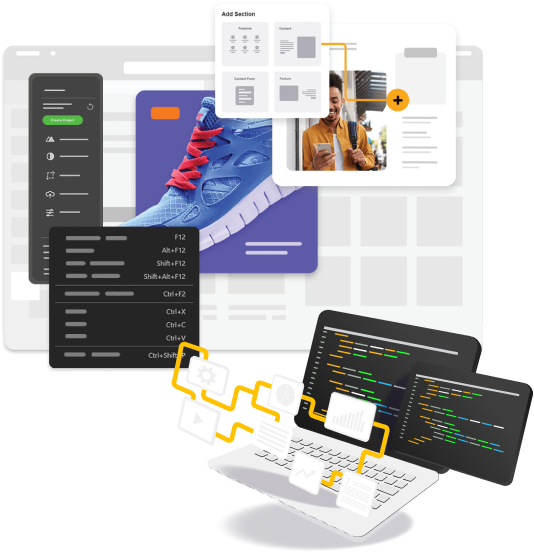 Add Section
Features
Content
Contact Form
Feature
Create Project
F12
Alt+F12
Shift+F12
Shift+Alt+F12
Ctrl+F2
Ctrl+X
Ctrl+C
Ctrl+V
Ctrl+Shift+P